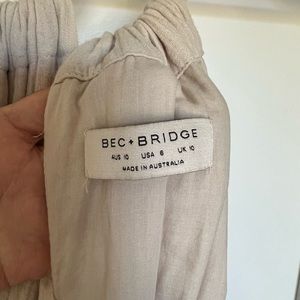 BEC + BRIDGE
AUS 10 USA 6 UK 10
MADE IN AUSTRALIA